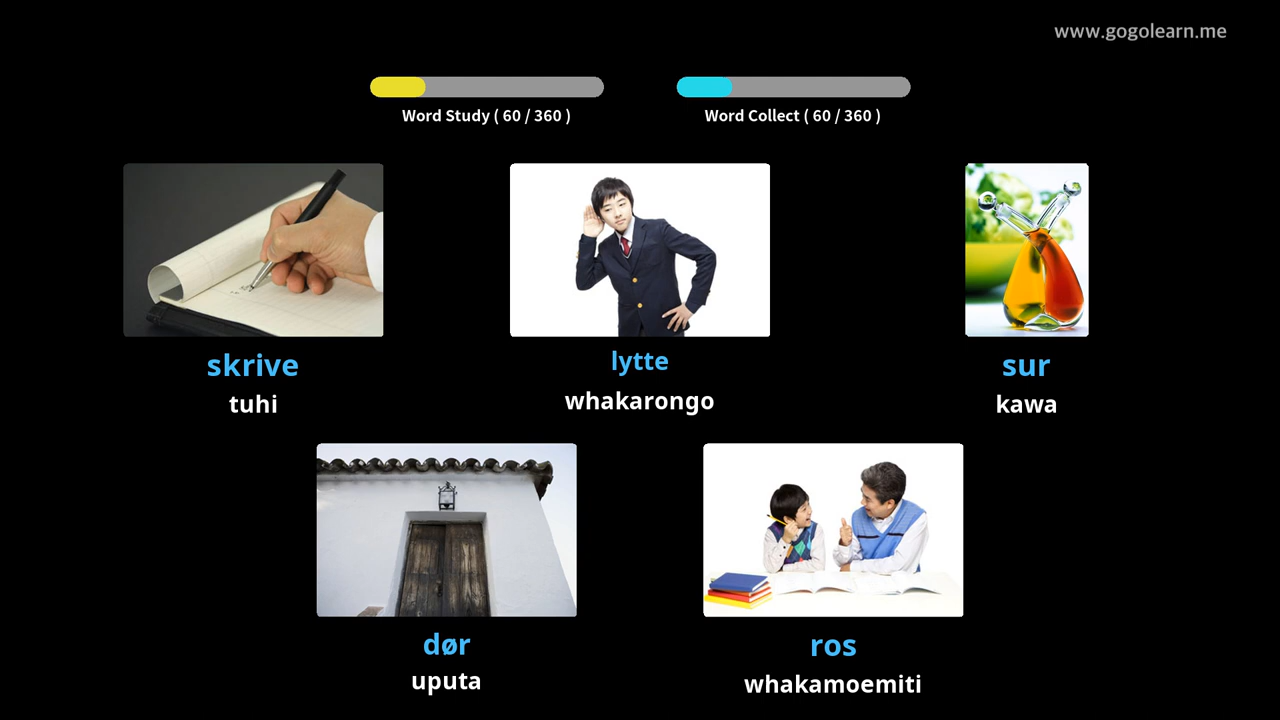 www.gogolearn.me
Word Study ( 60 / 360 )
Word Collect ( 60 / 360 )
skrive
tuhi
lytte
whakarongo
sur
kawa
dør
uputa
ros
whakamoemiti